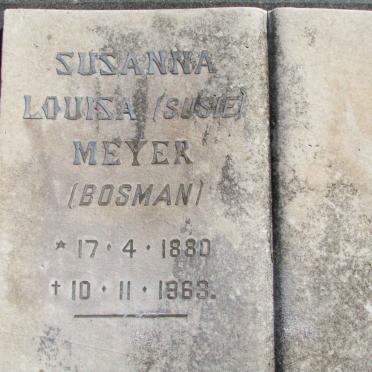 SUSANNA
LOUISA (SUSIE)
MEYER
(BOSMAN)
* 17 · 4 · 1880
† 10 · 11 · 1963.